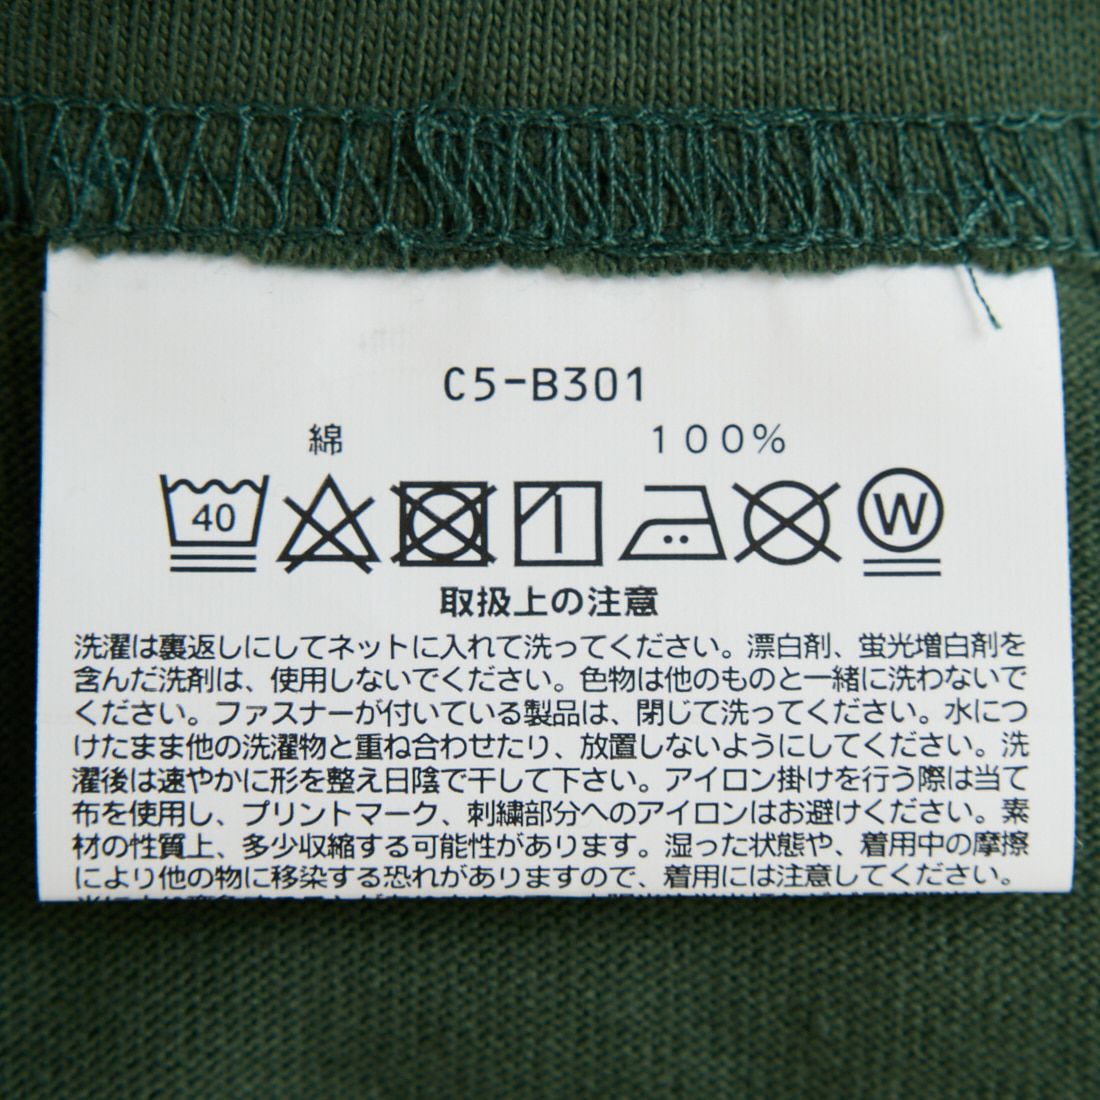 C5-B301
綿 100%
40
W
取扱上の注意
洗濯は裏返しにしてネットに入れて洗ってください。漂白剤、蛍光増白剤を
含んだ洗剤は、使用しないでください。色物は他のものと一緒に洗わないで
ください。ファスナーが付いている製品は、閉じて洗ってください。水につ
けたまま他の洗濯物と重ね合わせたり、放置しないようにしてください。洗
濯後は速やかに形を整え日陰で干して下さい。アイロン掛けを行う際は当て
布を使用し、プリントマーク、刺繍部分へのアイロンはお避けください。素
材の性質上、多少収縮する可能性があります。湿った状態や、着用中の摩擦
により他の物に移染する恐れがありますので、着用には注意してください。